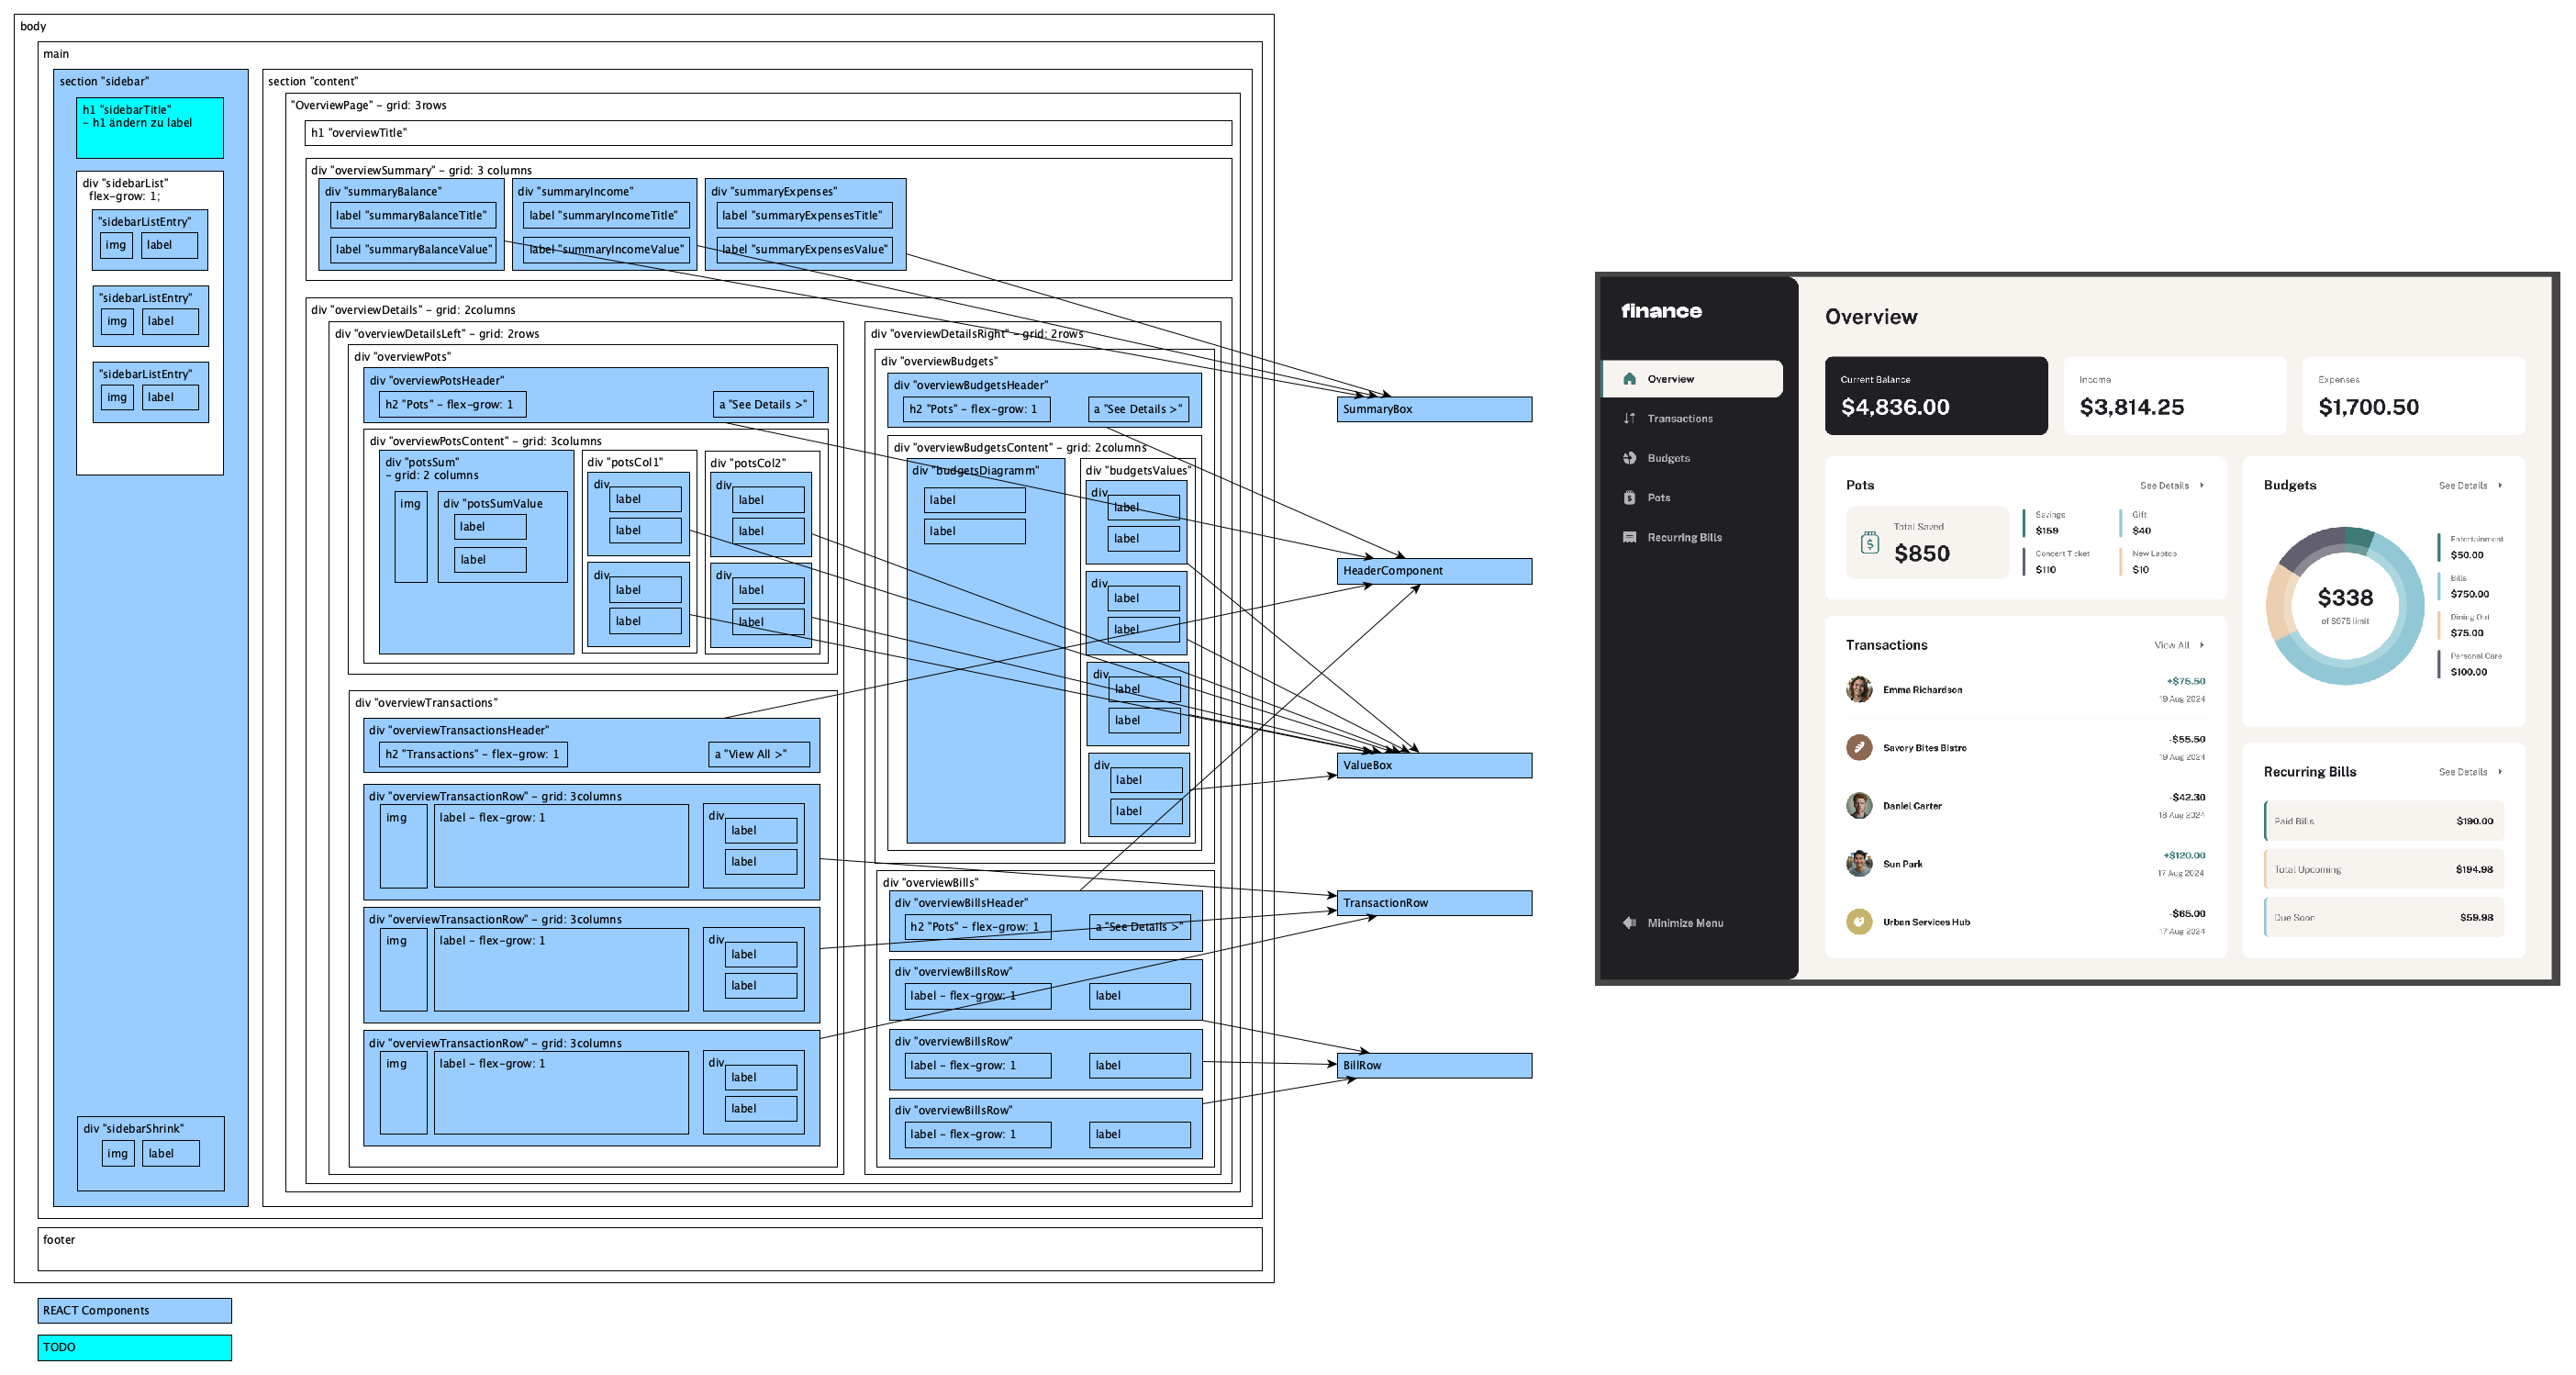 body
main
section "sidebar"
h1 "sidebarTitle"
- h1 ändern zu label
div "sidebarList"
flex-grow: 1;
"sidebarListEntry"
img
label
"sidebarListEntry"
img
label
"sidebarListEntry"
img
label
div "sidebarShrink"
img
label
section "content"
"OverviewPage" - grid: 3rows
h1 "overviewTitle"
div "overviewSummary" - grid: 3 columns
div "summaryBalance"
label "summaryBalanceTitle"
label "summaryBalanceValue"
div "summaryIncome"
label "summaryIncomeTitle"
label "summaryIncomeValue"
div "summaryExpenses"
label "summaryExpensesTitle"
label "summaryExpensesValue"
div "overviewDetails" - grid: 2columns
div "overviewDetailsLeft" - grid: 2rows
div "overviewPots"
div "overviewPotsHeader"
h2 "Pots" - flex-grow: 1
a "See Details >"
div "overviewPotsContent" - grid: 3columns
div "potsSum"
- grid: 2 columns
img
div "potsSumValue
label
label
div "potsCol1"
div
label
label
div
label
label
div "potsCol2"
div
label
label
div
label
label
div "overviewTransactions"
div "overviewTransactionsHeader"
h2 "Transactions" - flex-grow: 1
a "View All >"
div "overviewTransactionRow" - grid: 3columns
img
label - flex-grow: 1
div
label
label
div "overviewTransactionRow" - grid: 3columns
img
label - flex-grow: 1
div
label
label
div "overviewTransactionRow" - grid: 3columns
img
label - flex-grow: 1
div
label
label
div "overviewDetailsRight" - grid: 2rows
div "overviewBudgets"
div "overviewBudgetsHeader"
h2 "Pots" - flex-grow: 1
a "See Details >"
div "overviewBudgetsContent" - grid: 2columns
div "budgetsDiagramm"
label
label
div "budgetsValues"
div
label
label
div
label
label
div
label
label
div
label
label
div "overviewBills"
div "overviewBillsHeader"
h2 "Pots" - flex-grow: 1
a "See Details >"
div "overviewBillsRow"
label - flex-grow: 1
label
div "overviewBillsRow"
label - flex-grow: 1
label
div "overviewBillsRow"
label - flex-grow: 1
label
footer
REACT Components
TODO
SummaryBox
HeaderComponent
ValueBox
TransactionRow
BillRow
finance
Overview
Transactions
Budgets
Pots
Recurring Bills
Minimize Menu
Overview
Current Balance
$4,836.00
Income
$3,814.25
Expenses
$1,700.50
Pots
See Details
Total Saved
$850
Savings
$159
Gift
$40
Concert Ticket
$110
New Laptop
$10
Transactions
View All
Emma Richardson
+$75.50
19 Aug 2024
Savory Bites Bistro
-$55.50
19 Aug 2024
Daniel Carter
-$42.30
18 Aug 2024
Sun Park
+$120.00
17 Aug 2024
Urban Services Hub
-$65.00
17 Aug 2024
Budgets
See Details
$338
of $975 limit
Entertainment
$50.00
Bills
$750.00
Dining Out
$75.00
Personal Care
$100.00
Recurring Bills
See Details
Paid Bills
$190.00
Total Upcoming
$194.98
Due Soon
$59.98